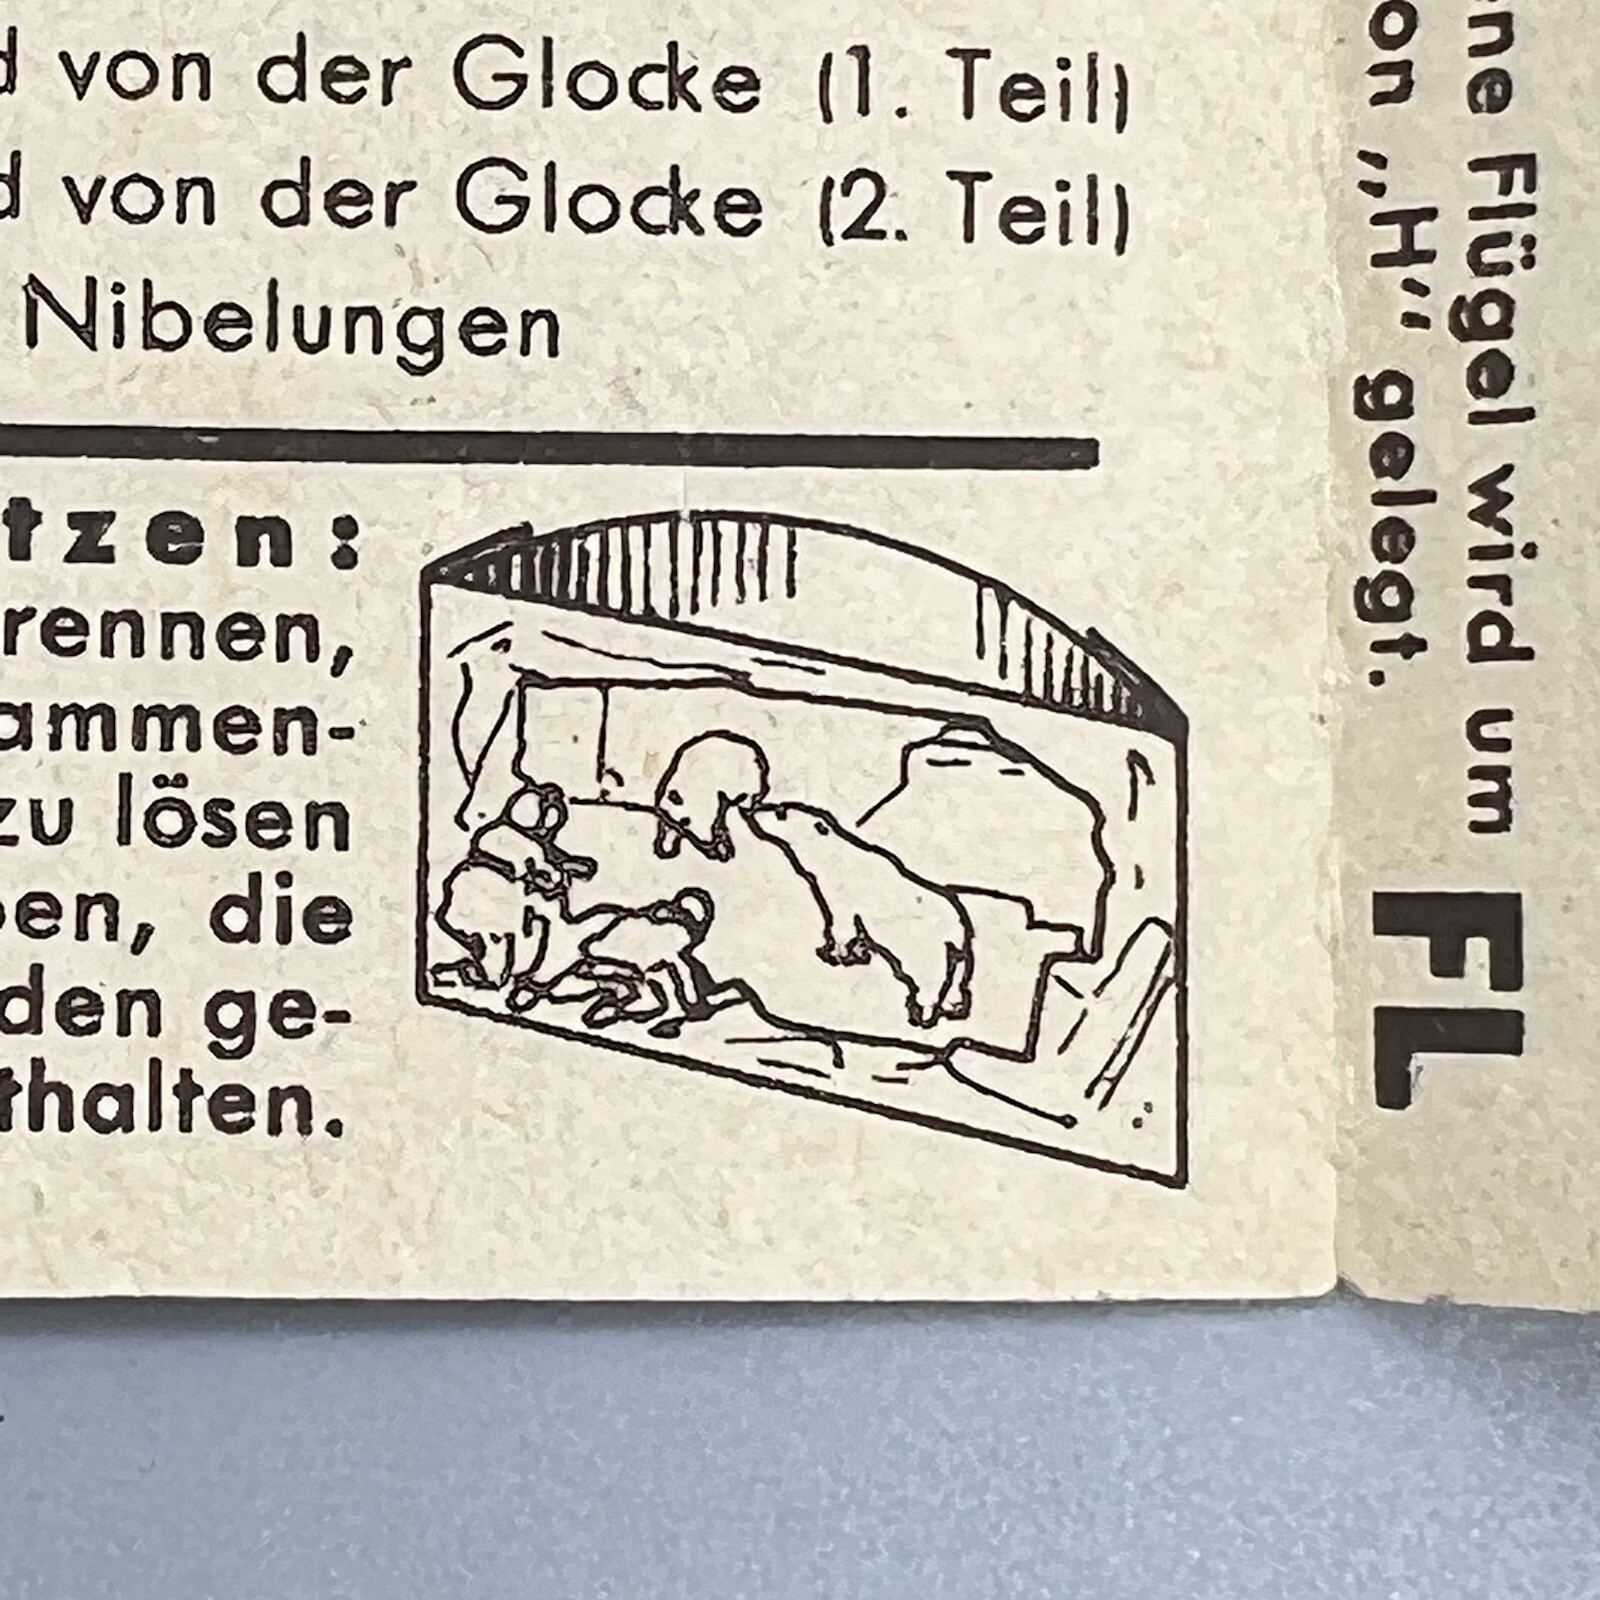 von der Glocke (1. Teil)
von der Glocke (2. Teil)
Nibelungen
tzen:
rennen,
ammen-
zu lösen
en, die
den ge-
thalten.
ne Flügel wird um
on „H" gelegt.
FL